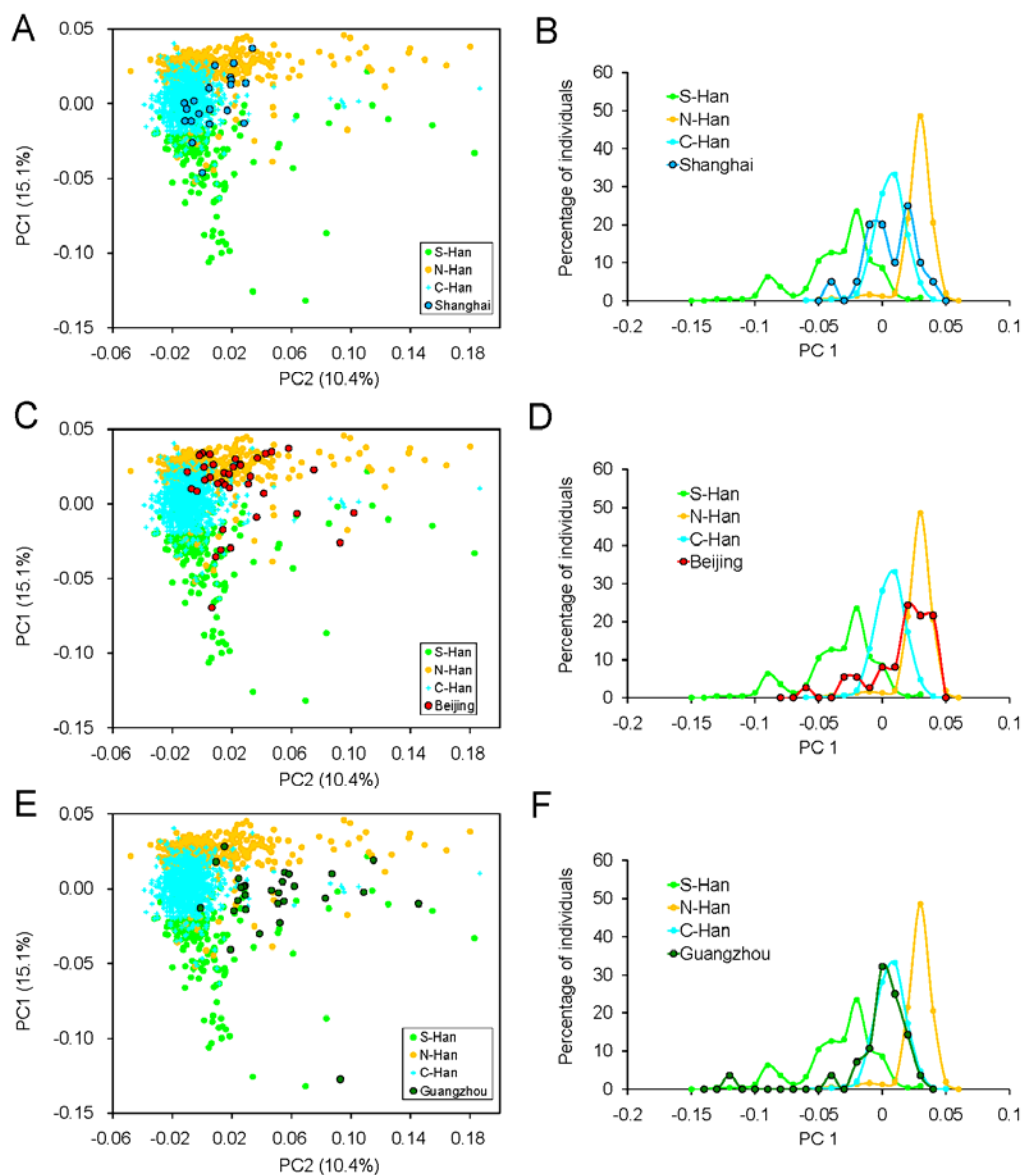 A
PC1 (15.1%)
0.05
0.00
-0.05
-0.10
-0.15
S-Han
N-Han
C-Han
Shanghai
-0.06 -0.02 0.02 0.06 0.10 0.14 0.18
PC2 (10.4%)
B
Percentage of individuals
60
50
40
30
20
10
0
S-Han
N-Han
C-Han
Shanghai
-0.2 -0.1 -0.05 0 0.05 0.1
PC 1
C
PC1 (15.1%)
0.05
0.00
-0.05
-0.10
-0.15
S-Han
N-Han
C-Han
Beijing
-0.06 -0.02 0.02 0.06 0.10 0.14 0.18
PC2 (10.4%)
D
Percentage of individuals
60
50
40
30
20
10
0
S-Han
N-Han
C-Han
Beijing
-0.2 -0.1 -0.05 0 0.05 0.1
PC 1
E
PC1 (15.1%)
0.05
0.00
-0.05
-0.10
-0.15
S-Han
N-Han
C-Han
Guangzhou
-0.06 -0.02 0.02 0.06 0.10 0.14 0.18
PC2 (10.4%)
F
Percentage of individuals
60
50
40
30
20
10
0
S-Han
N-Han
C-Han
Guangzhou
-0.2 -0.1 -0.05 0 0.05 0.1
PC 1